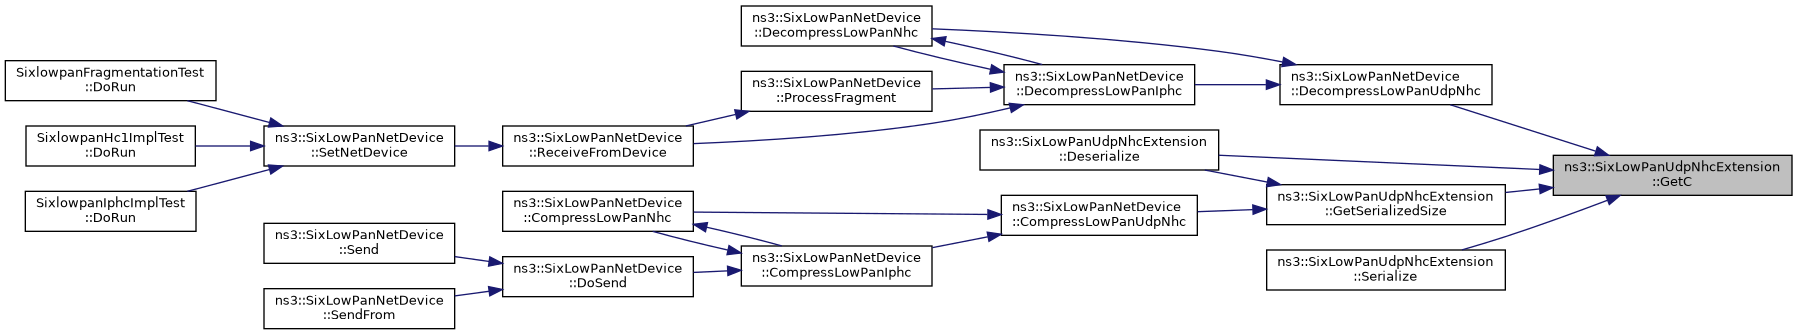 ns3::SixLowPanNetDevice
::DecompressLowPanNhc
SixlowpanFragmentationTest
::DoRun
ns3::SixLowPanNetDevice
::ProcessFragment
ns3::SixLowPanNetDevice
::DecompressLowPanIphc
ns3::SixLowPanNetDevice
::DecompressLowPanUdpNhc
SixlowpanHc1ImplTest
::DoRun
ns3::SixLowPanNetDevice
::SetNetDevice
ns3::SixLowPanNetDevice
::ReceiveFromDevice
ns3::SixLowPanUdpNhcExtension
::Deserialize
ns3::SixLowPanUdpNhcExtension
::GetC
SixlowpanIphcImplTest
::DoRun
ns3::SixLowPanNetDevice
::CompressLowPanNhc
ns3::SixLowPanNetDevice
::CompressLowPanUdpNhc
ns3::SixLowPanUdpNhcExtension
::GetSerializedSize
ns3::SixLowPanNetDevice
::Send
ns3::SixLowPanNetDevice
::DoSend
ns3::SixLowPanNetDevice
::CompressLowPanIphc
ns3::SixLowPanUdpNhcExtension
::Serialize
ns3::SixLowPanNetDevice
::SendFrom